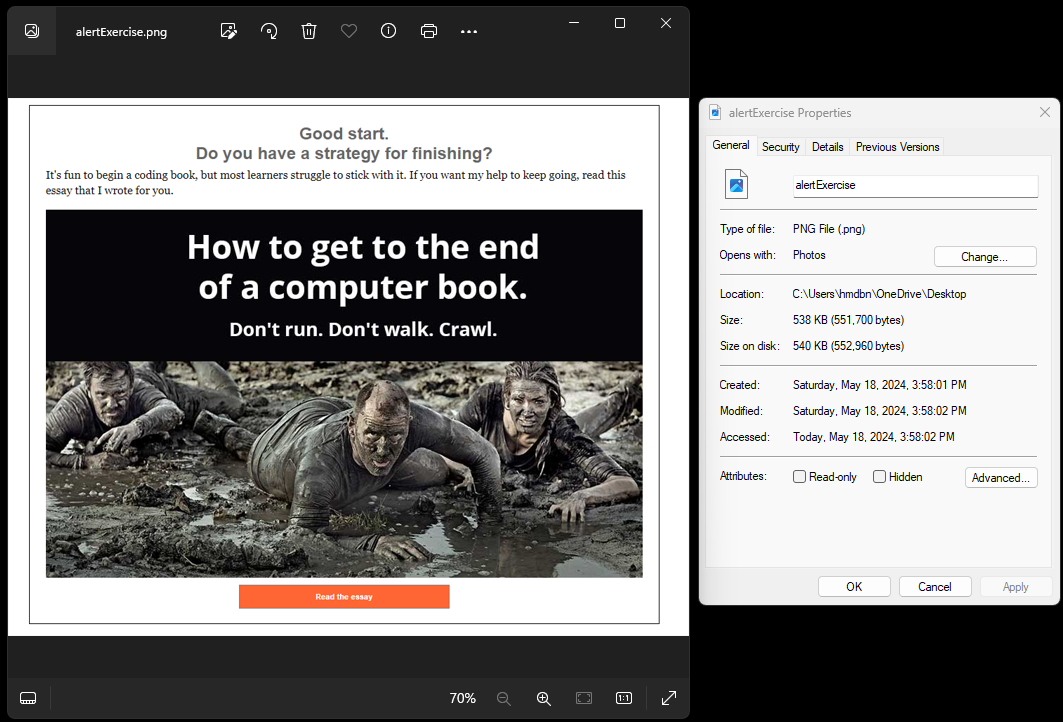 alertExercise.png
Good start.
Do you have a strategy for finishing?
It's fun to begin a coding book, but most learners struggle to stick with it. If you want my help to keep going, read this
essay that I wrote for you.
How to get to the end
of a computer book.
Don't run. Don't walk. Crawl.
Read the essay
70%
1:1
alertExercise Properties
General Security Details Previous Versions
alertExercise
Type of file: PNG File (.png)
Opens with: Photos Change...
Location: C:\Users\hmdbn\OneDrive\Desktop
Size: 538 KB (551,700 bytes)
Size on disk: 540 KB (552,960 bytes)
Created: Saturday, May 18, 2024, 3:58:01 PM
Modified: Saturday, May 18, 2024, 3:58:02 PM
Accessed: Today, May 18, 2024, 3:58:02 PM
Attributes: Read-only Hidden Advanced...
OK Cancel Apply